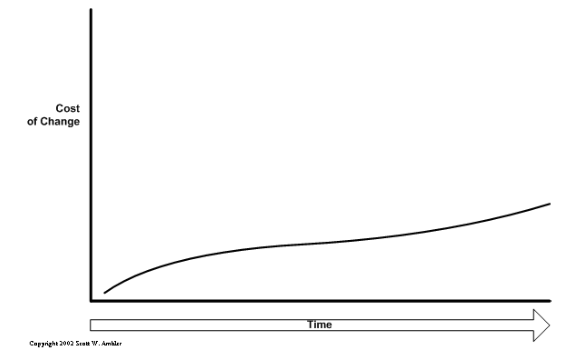 Cost
of Change
Time
Copyright 2002 Scott W. Ambler